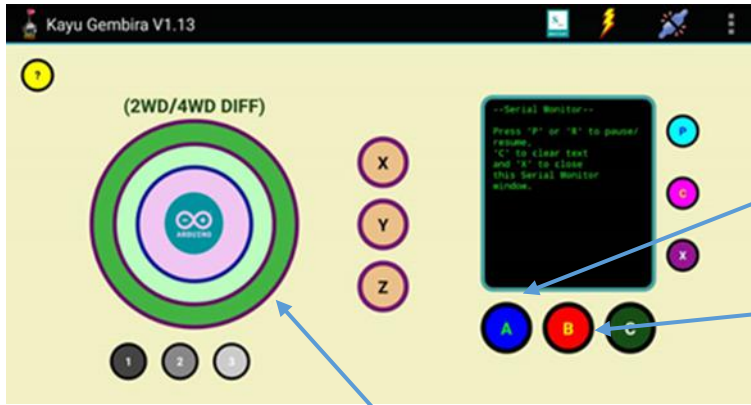 Kayu Gembira V1.13
?
(2WD/4WD DIFF)
X
Y
Z
ARDUINO
1
2
3
--Serial Monitor--
Press "P" or "R" to pause/
resume,
"C" to clear text
and "X" to close
this Serial Monitor
window.
P
C
X
A
B
C